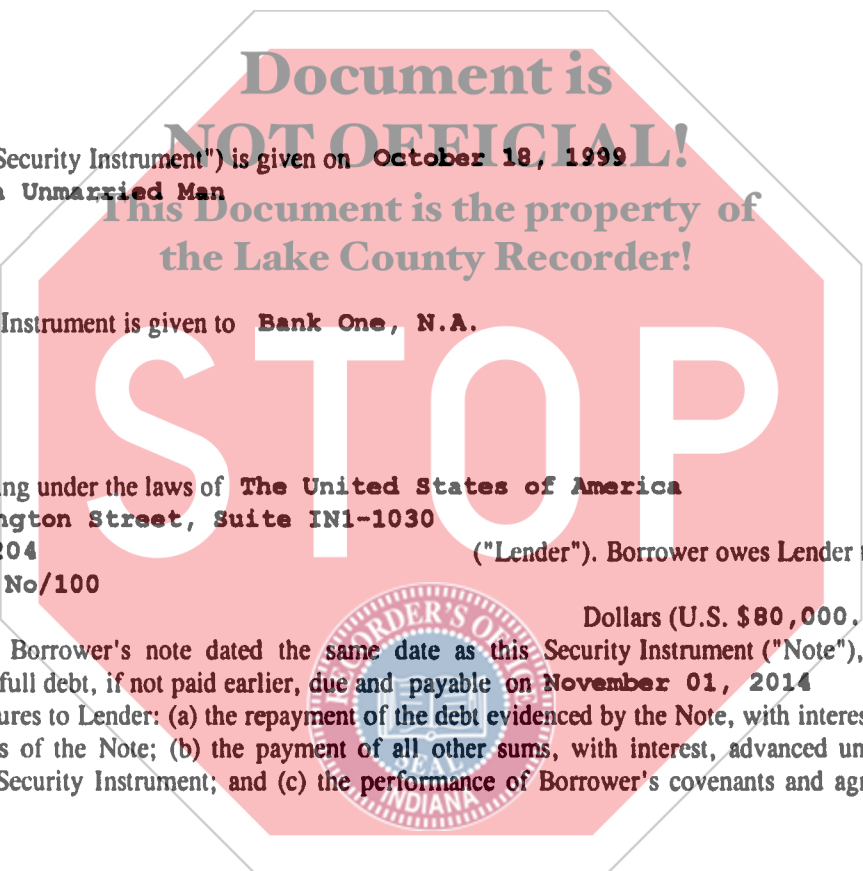 Document is
NOT OFFICIAL!
Security Instrument") is given on October 18, 1999
Unmarried Man
This Document is the property of
the Lake County Recorder!
Instrument is given to Bank One, N.A.
STOP
ng under the laws of The United States of America
ngton Street, Suite IN1-1030
204
("Lender"). Borrower owes Lender
No/100
Dollars (U.S. $80,000.
Borrower's note dated the same date as this Security Instrument ("Note"),
full debt, if not paid earlier, due and payable on November 01, 2014
ures to Lender: (a) the repayment of the debt evidenced by the Note, with interes
s of the Note; (b) the payment of all other sums, with interest, advanced un
Security Instrument; and (c) the performance of Borrower's covenants and agr
RECORDER'S OFFICE
SEAL
INDIANA